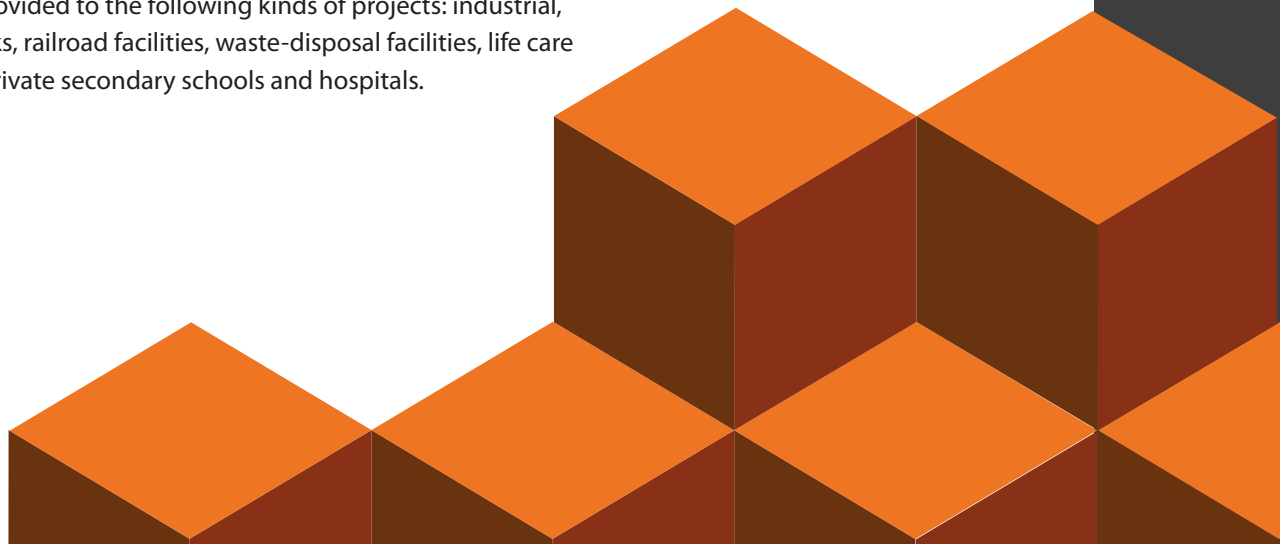 ovided to the following kinds of projects: industrial,
s, railroad facilities, waste-disposal facilities, life care
rivate secondary schools and hospitals.